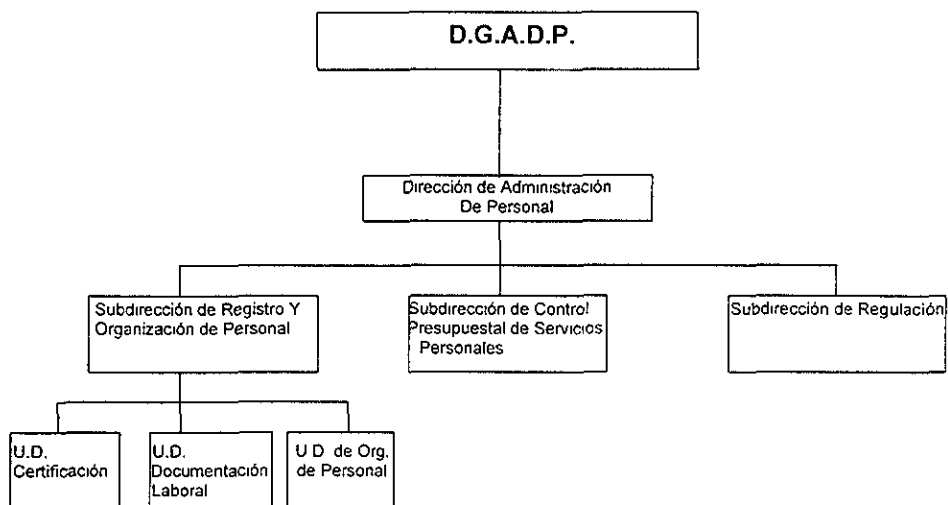 D.G.A.D.P.
Dirección de Administración
De Personal
Subdirección de Registro Y
Organización de Personal
Subdirección de Control
Presupuestal de Servicios
Personales
Subdirección de Regulación
U.D.
Certificación
U.D.
Documentación
Laboral
U D de Org.
de Personal